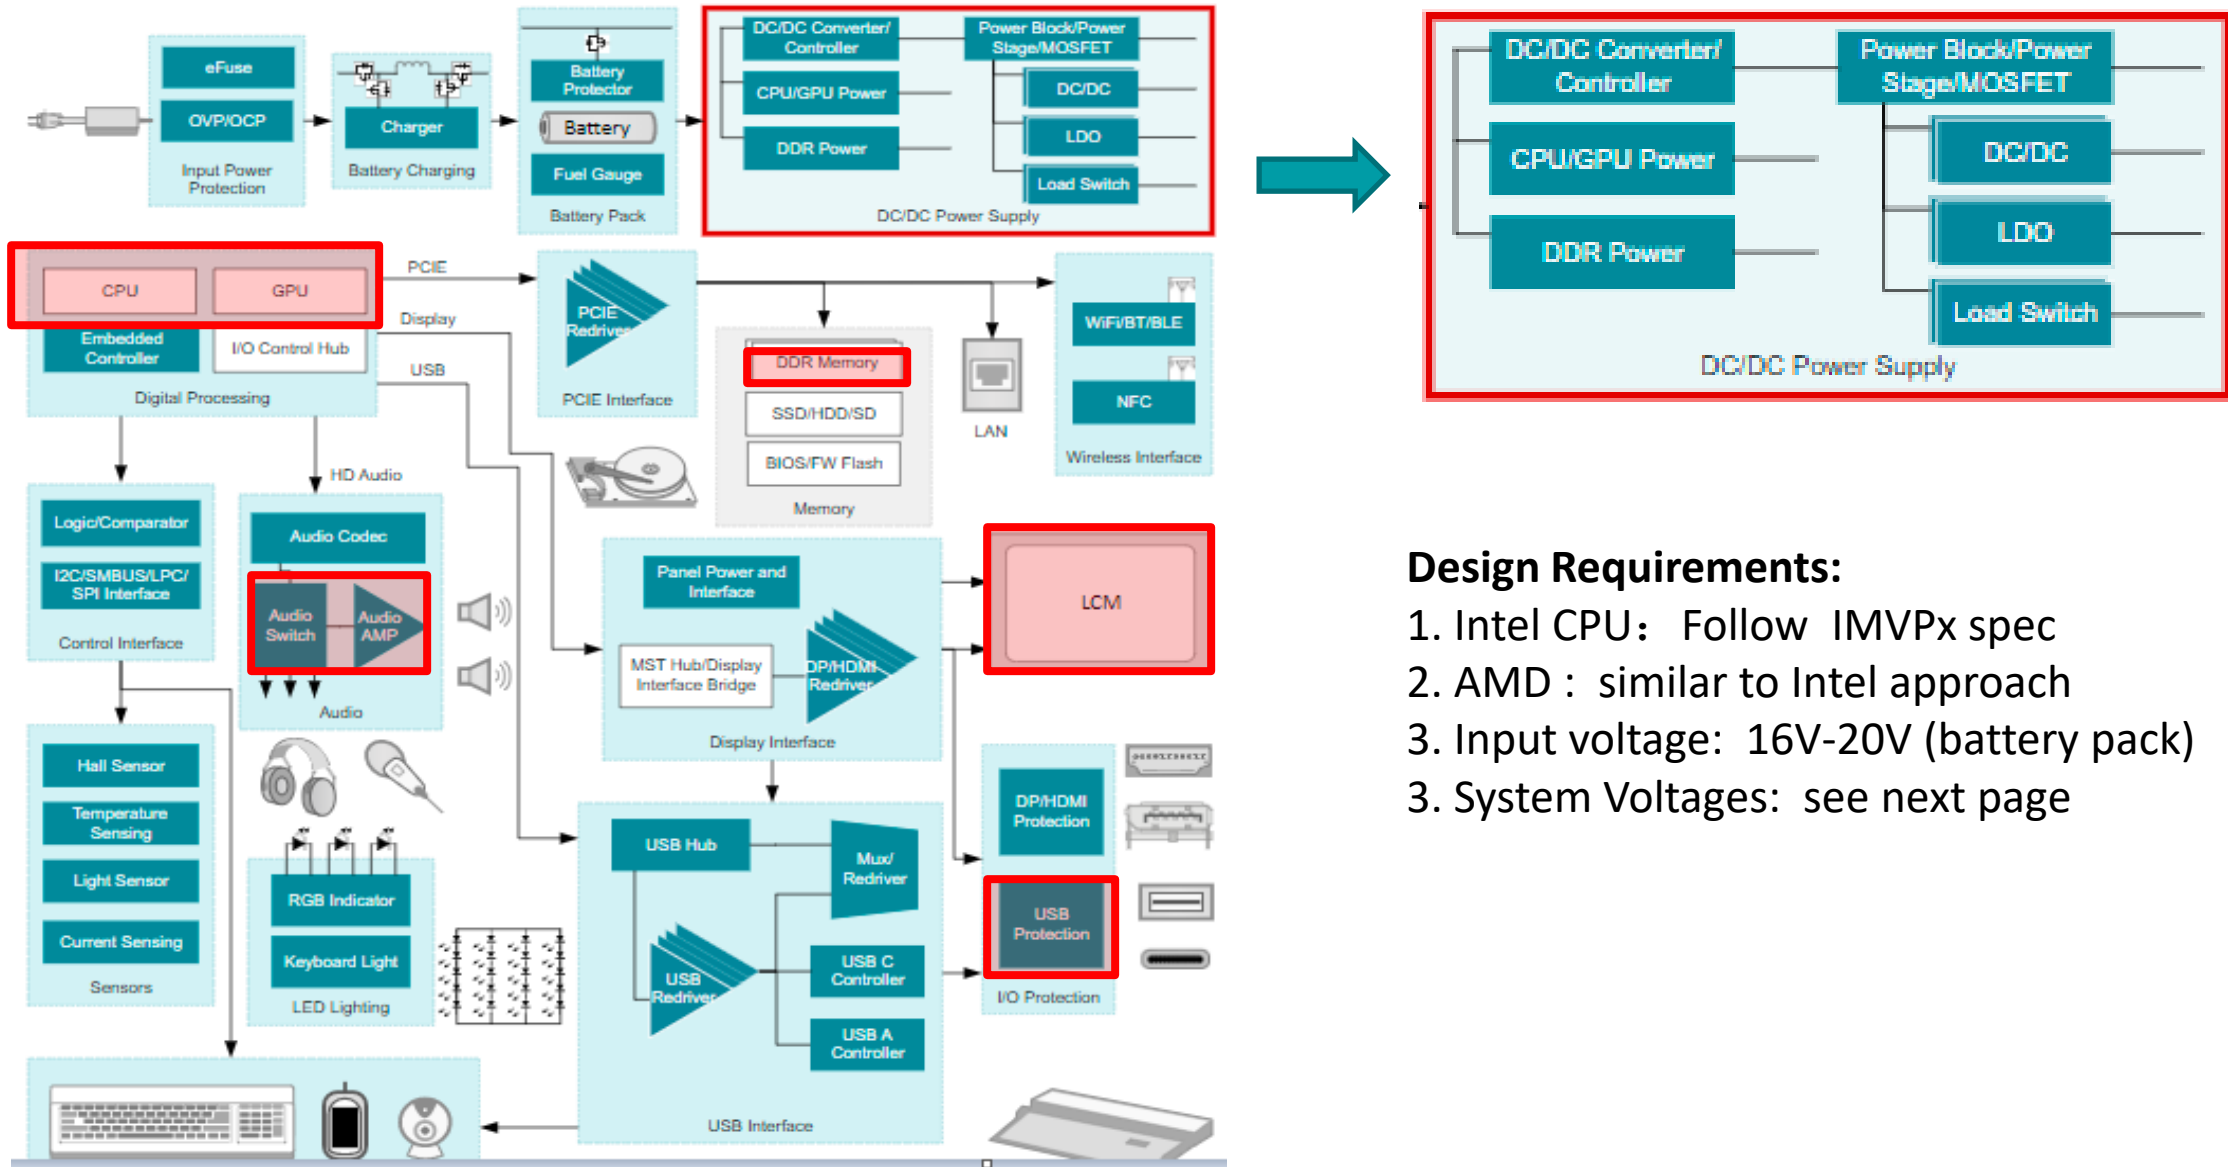 eFuse
OVP/OCP
Input Power
Protection
Charger
Battery Charging
Battery
Protector
Battery
Fuel Gauge
Battery Pack
DC/DC Converter/
Controller
CPU/GPU Power
DDR Power
Power Block/Power
Stage/MOSFET
DC/DC
LDO
Load Switch
DC/DC Power Supply
DC/DC Converter/
Controller
CPU/GPU Power
DDR Power
Power Block/Power
Stage/MOSFET
DC/DC
LDO
Load Switch
DC/DC Power Supply
CPU
GPU
Embedded
Controller
I/O Control Hub
Digital Processing
PCIE
Display
USB
PCIE
Redriver
PCIE Interface
DDR Memory
SSD/HDD/SD
BIOS/FW Flash
Memory
LAN
WiFi/BT/BLE
NFC
Wireless Interface
HD Audio
Logic/Comparator
I2C/SMBUS/LPC/
SPI Interface
Control Interface
Audio Codec
Audio
Switch
Audio
AMP
Audio
Panel Power and
Interface
MST Hub/Display
Interface Bridge
DP/HDMI
Redriver
Display Interface
LCM
Design Requirements:
1. Intel CPU： Follow IMVPx spec
2. AMD : similar to Intel approach
3. Input voltage: 16V-20V (battery pack)
3. System Voltages: see next page
Hall Sensor
Temperature
Sensing
Light Sensor
Current Sensing
Sensors
RGB Indicator
Keyboard Light
LED Lighting
USB Hub
Mux/
Redriver
USB
Redriver
USB C
Controller
USB A
Controller
USB Interface
DP/HDMI
Protection
USB
Protection
I/O Protection